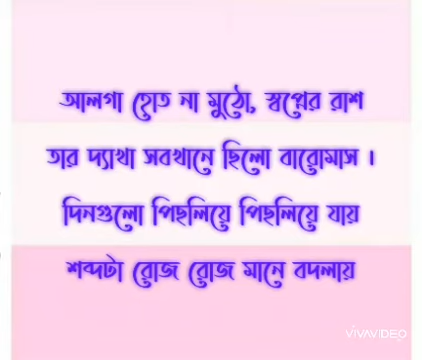 আলগা হোত না মুঠো, স্বপ্নের রাশ
তার দ্যাখা সবখানে ছিলো বারোমাস ।
দিনগুলো পিছলিয়ে পিছলিয়ে যায়
শব্দটা রোজ রোজ মানে বদলায়
VIVAVIDEO